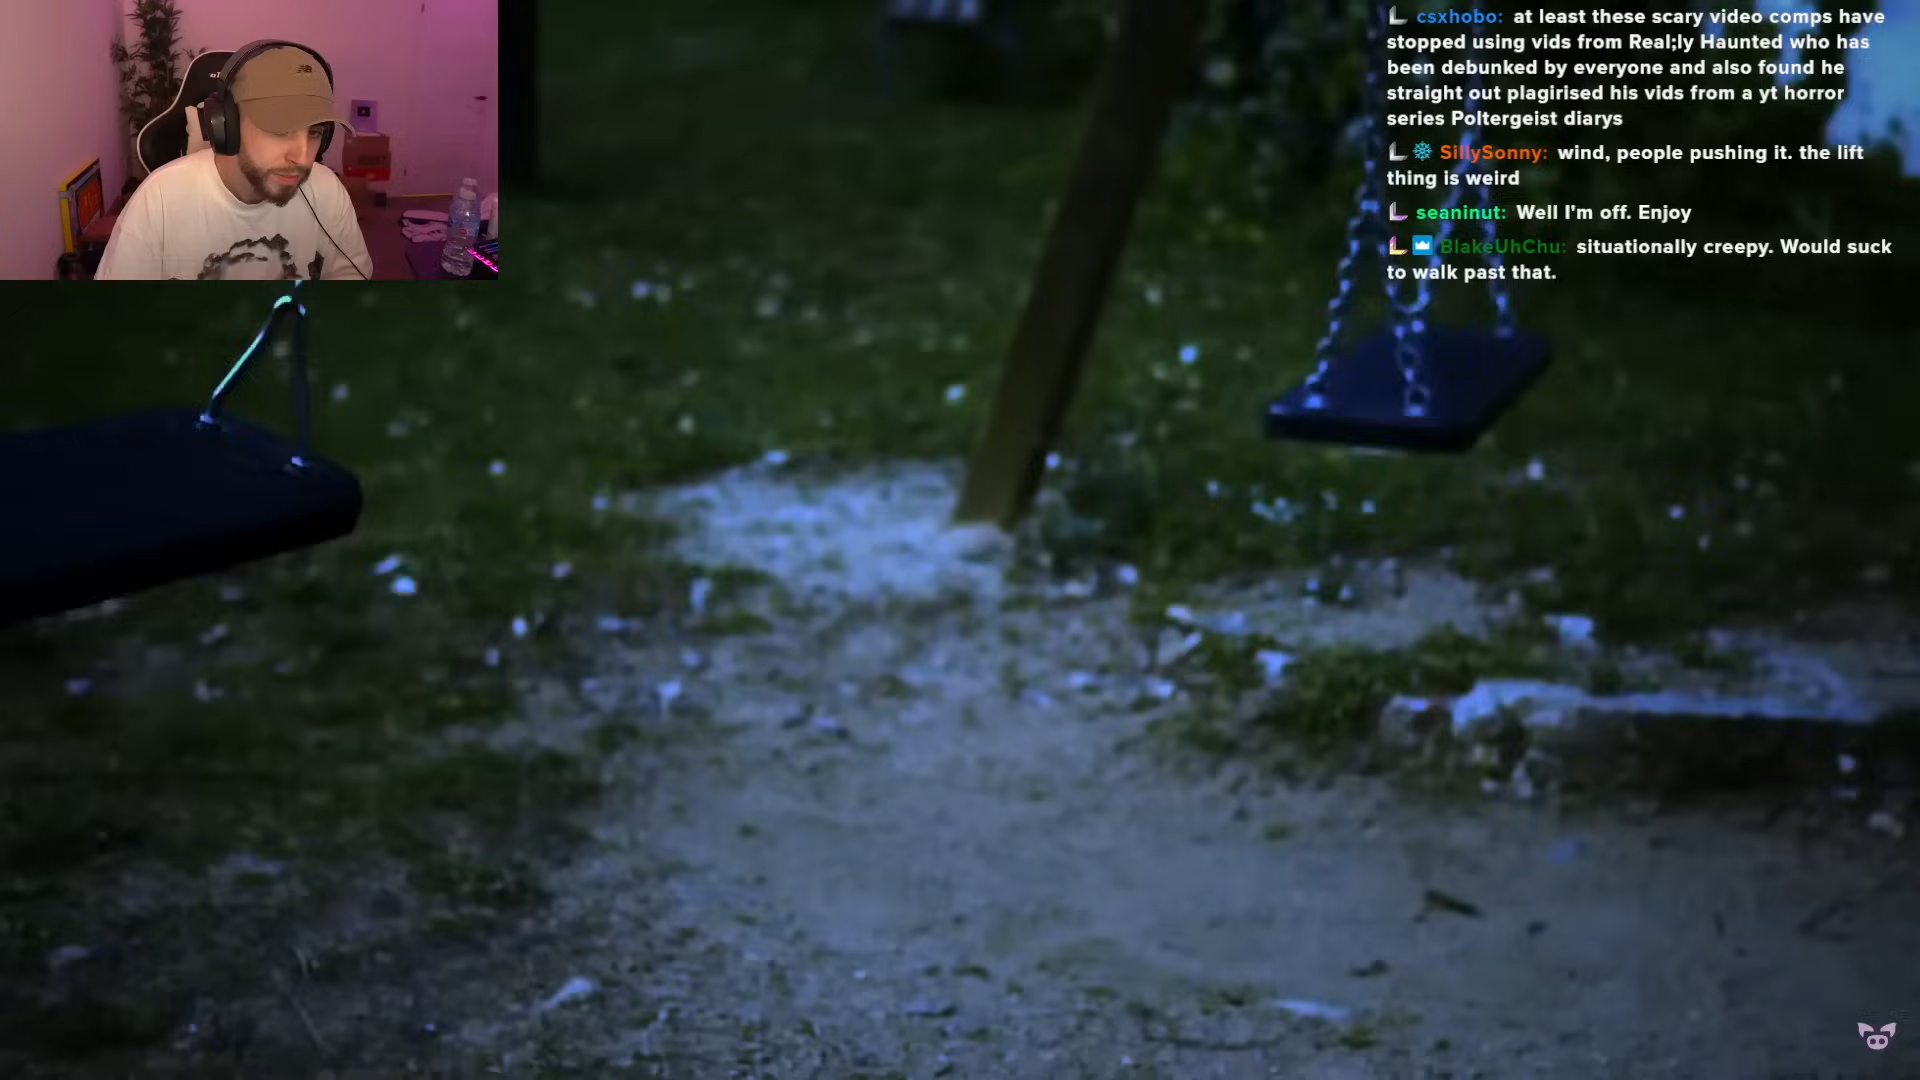 csxhobo: at least these scary video comps have
stopped using vids from Real;ly Haunted who has
been debunked by everyone and also found he
straight out plagirised his vids from a yt horror
series Poltergeist diarys
SillySonny: wind, people pushing it. the lift
thing is weird
seaninut: Well I'm off. Enjoy
BlakeUhChu: situationally creepy. Would suck
to walk past that.